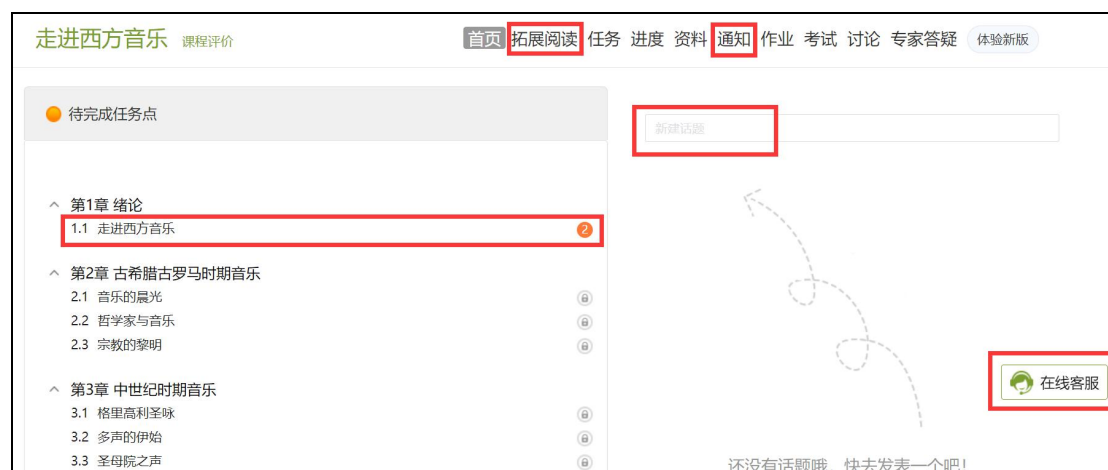 走进西方音乐 课程评价
首页 拓展阅读 任务 进度 资料 通知 作业 考试 讨论 专家答疑 体验新版
待完成任务点
新建话题
第1章 绪论
1.1 走进西方音乐 2
第2章 古希腊古罗马时期音乐
2.1 音乐的晨光
2.2 哲学家与音乐
2.3 宗教的黎明
在线客服
第3章 中世纪时期音乐
3.1 格里高利圣咏
3.2 多声的伊始
3.3 圣母院之声
还没有话题哦，快去发表一个吧！